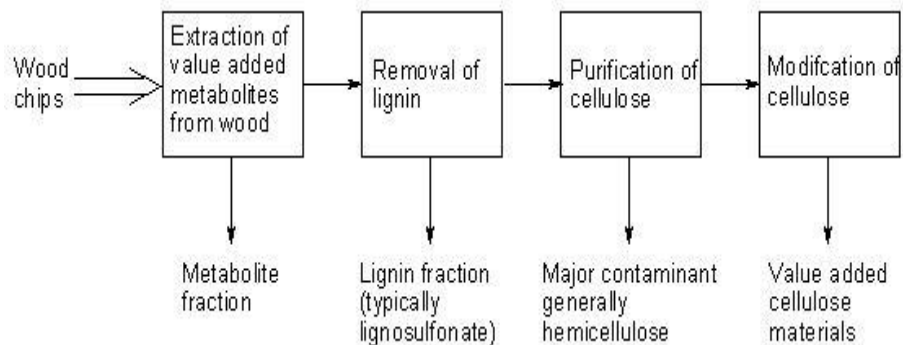 Wood
chips
Extraction of
value added
metabolites
from wood
Removal of
lignin
Purification of
cellulose
Modifcation of
cellulose
Metabolite
fraction
Lignin fraction
(typically
lignosulfonate)
Major contaminant
generally
hemicellulose
Value added
cellulose
materials